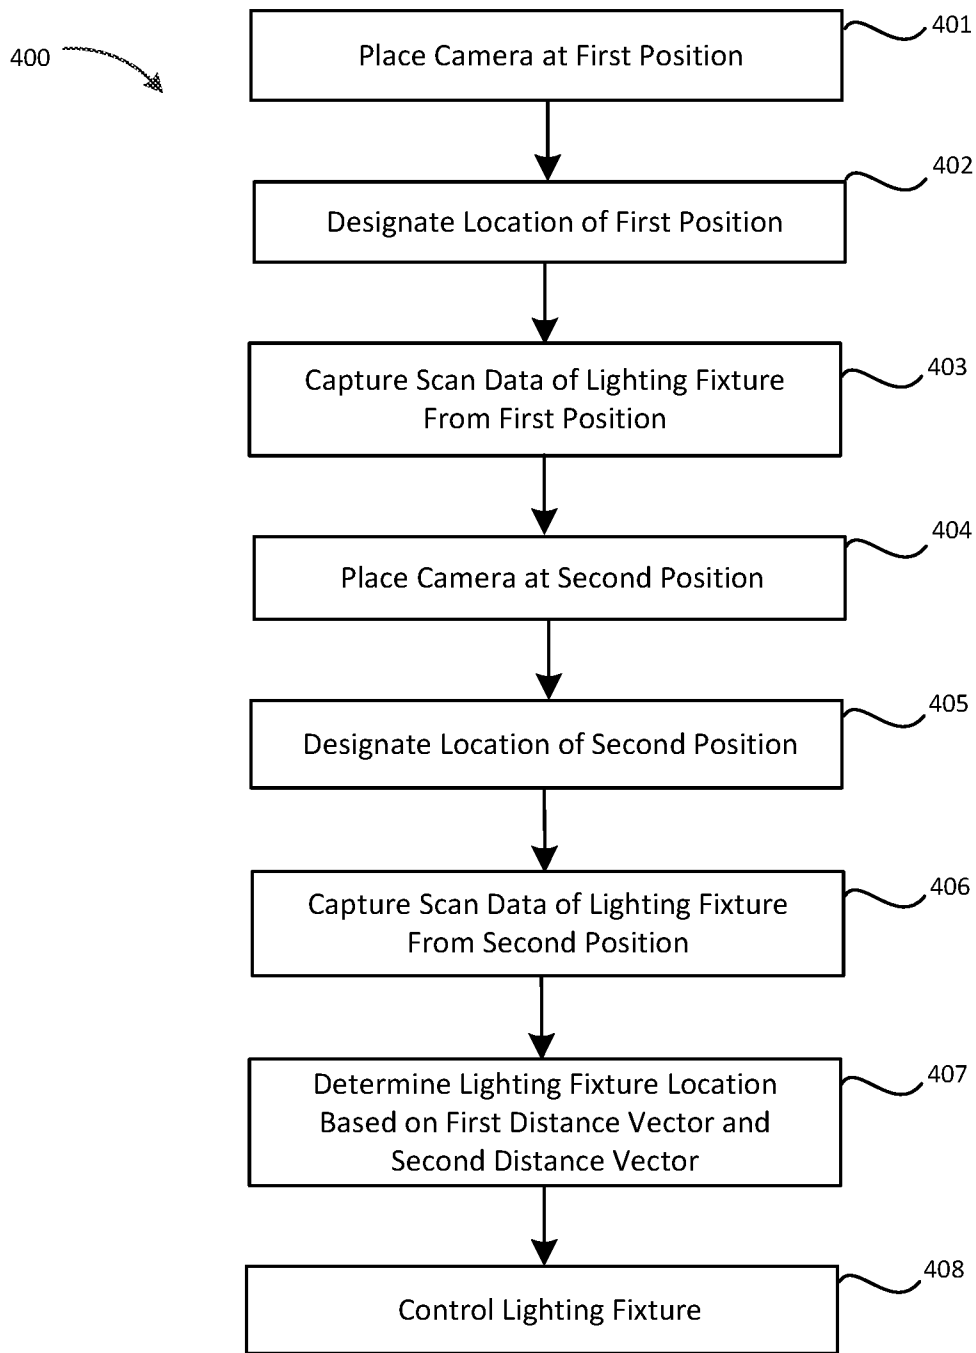 400
Place Camera at First Position
401
Designate Location of First Position
402
Capture Scan Data of Lighting Fixture
From First Position
403
Place Camera at Second Position
404
Designate Location of Second Position
405
Capture Scan Data of Lighting Fixture
From Second Position
406
Determine Lighting Fixture Location
Based on First Distance Vector and
Second Distance Vector
407
Control Lighting Fixture
408